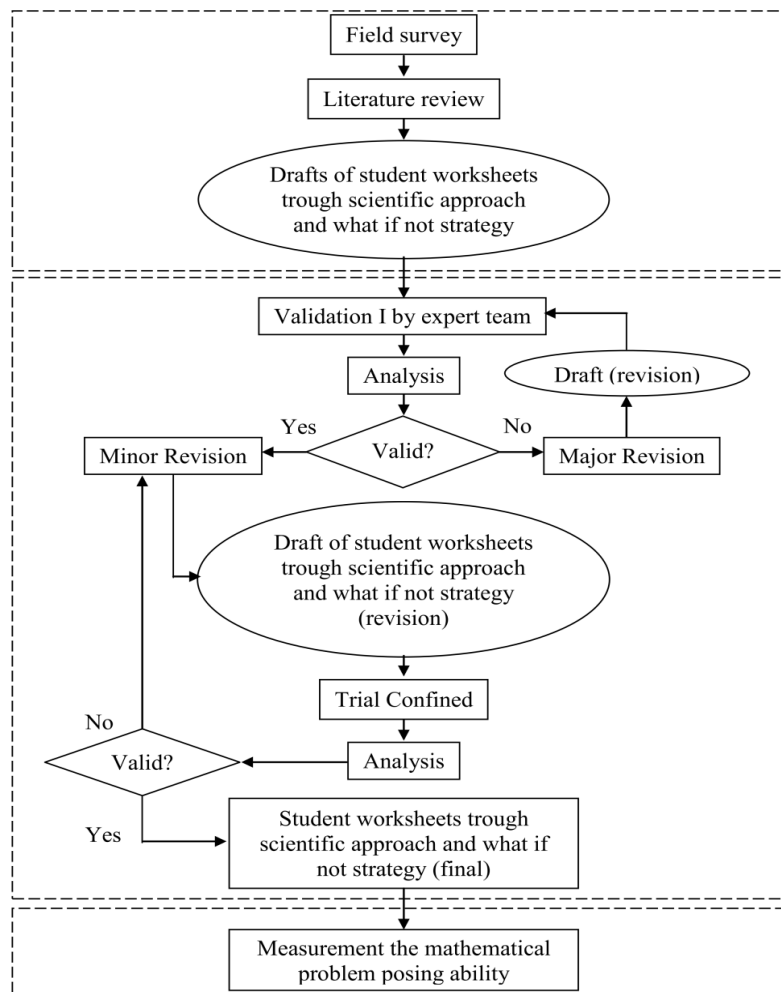 Field survey
Literature review
Drafts of student worksheets
trough scientific approach
and what if not strategy
Validation I by expert team
Analysis
Draft (revision)
Yes
Valid?
No
Minor Revision
Major Revision
Draft of student worksheets
trough scientific approach
and what if not strategy
(revision)
Trial Confined
No
Valid?
Analysis
Yes
Student worksheets trough
scientific approach and what if
not strategy (final)
Measurement the mathematical
problem posing ability